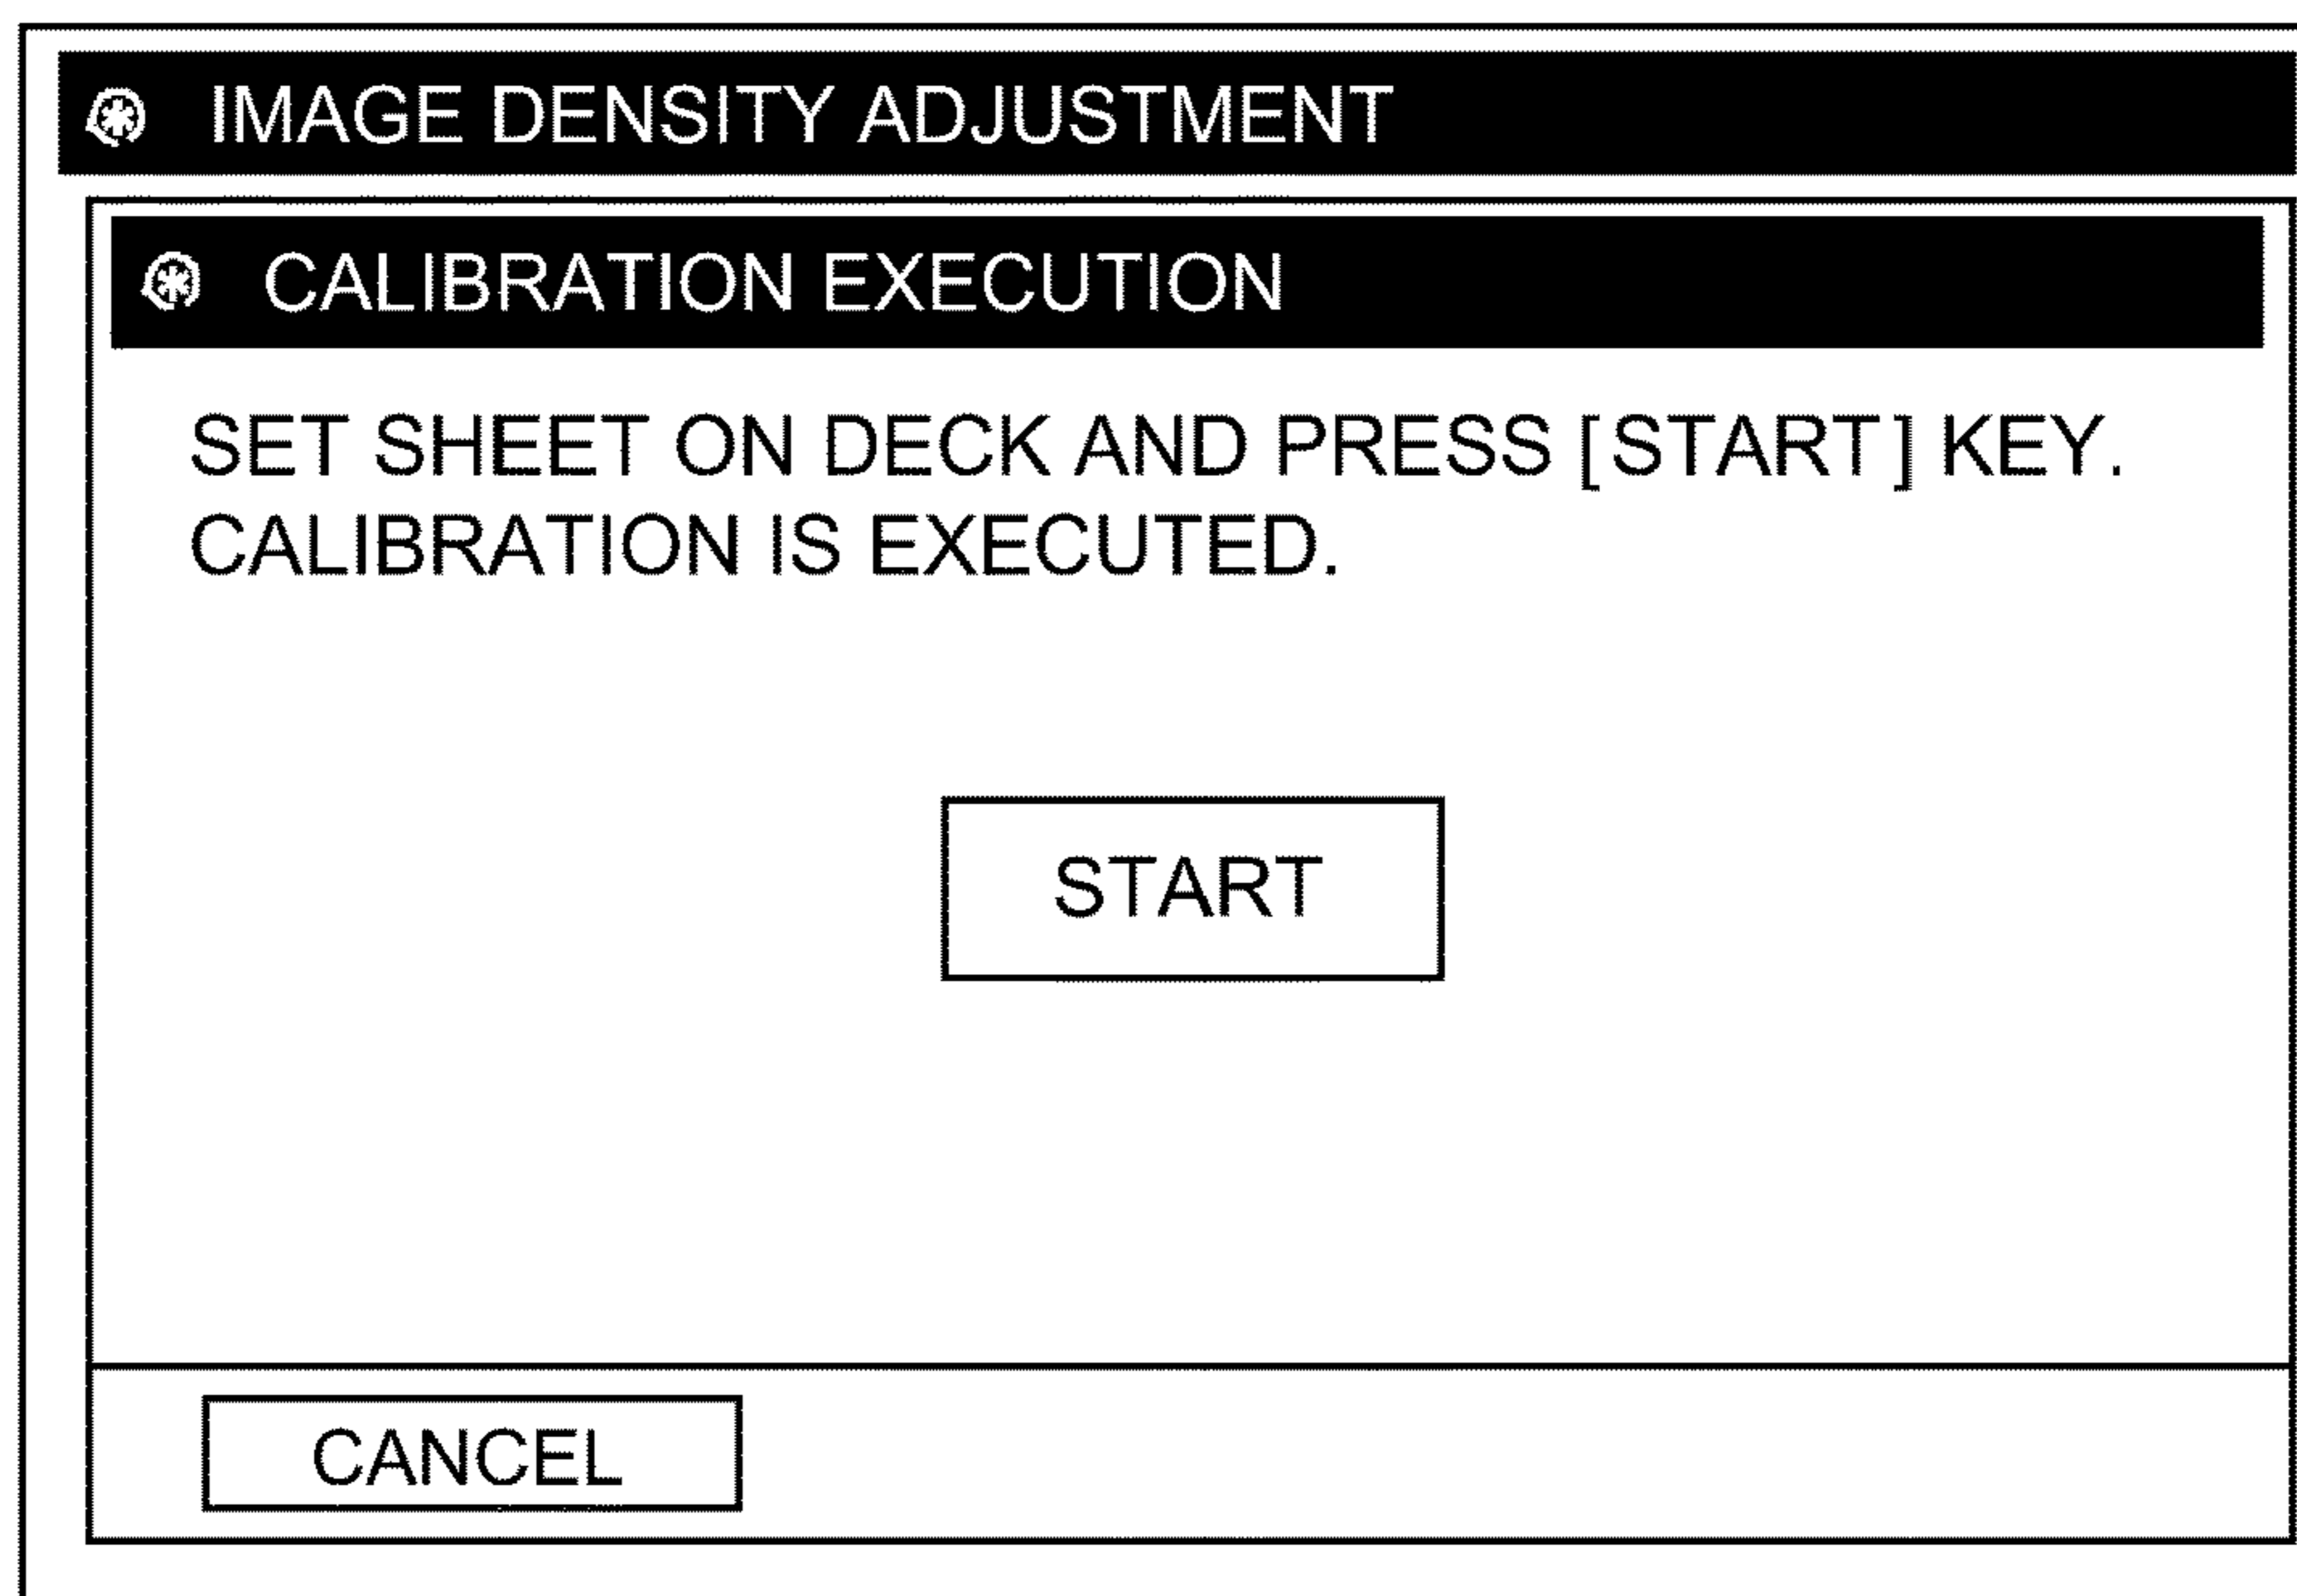 IMAGE DENSITY ADJUSTMENT
CALIBRATION EXECUTION
SET SHEET ON DECK AND PRESS [START] KEY.
CALIBRATION IS EXECUTED.
START
CANCEL